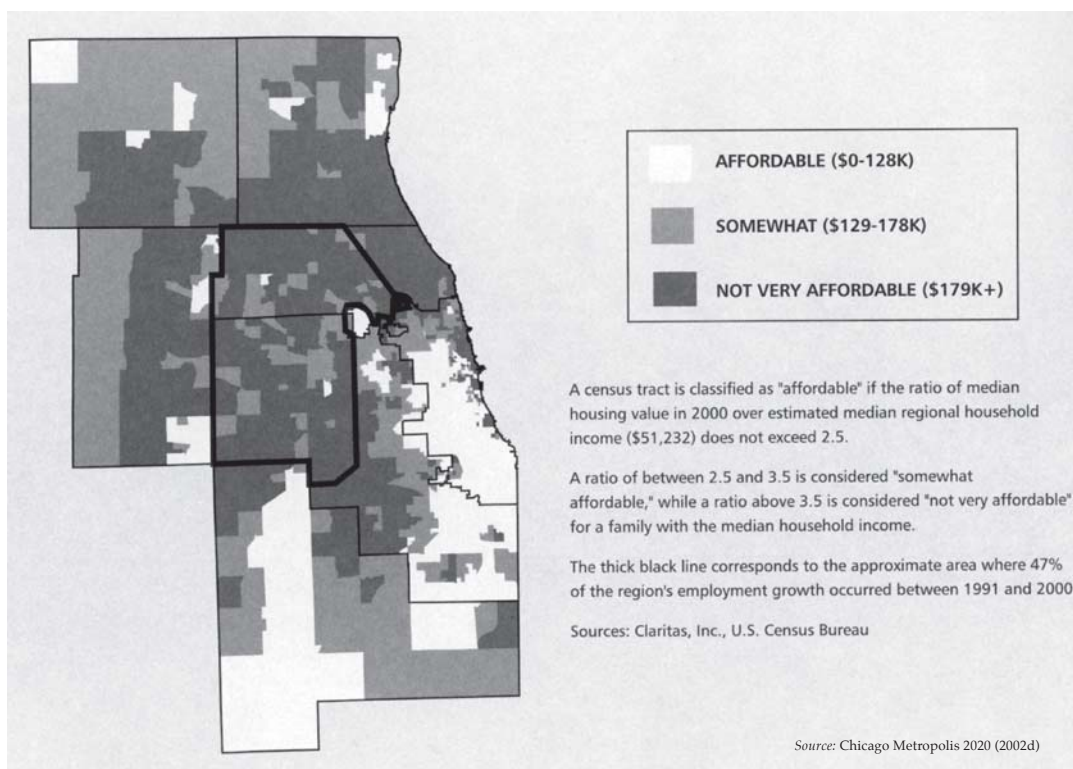 AFFORDABLE ($0-128K)
SOMEWHAT ($129-178K)
NOT VERY AFFORDABLE ($179K+)
A census tract is classified as "affordable" if the ratio of median
housing value in 2000 over estimated median regional household
income ($51,232) does not exceed 2.5.
A ratio of between 2.5 and 3.5 is considered "somewhat
affordable," while a ratio above 3.5 is considered "not very affordable"
for a family with the median household income.
The thick black line corresponds to the approximate area where 47%
of the region's employment growth occurred between 1991 and 2000
Sources: Claritas, Inc., U.S. Census Bureau
Source: Chicago Metropolis 2020 (2002d)